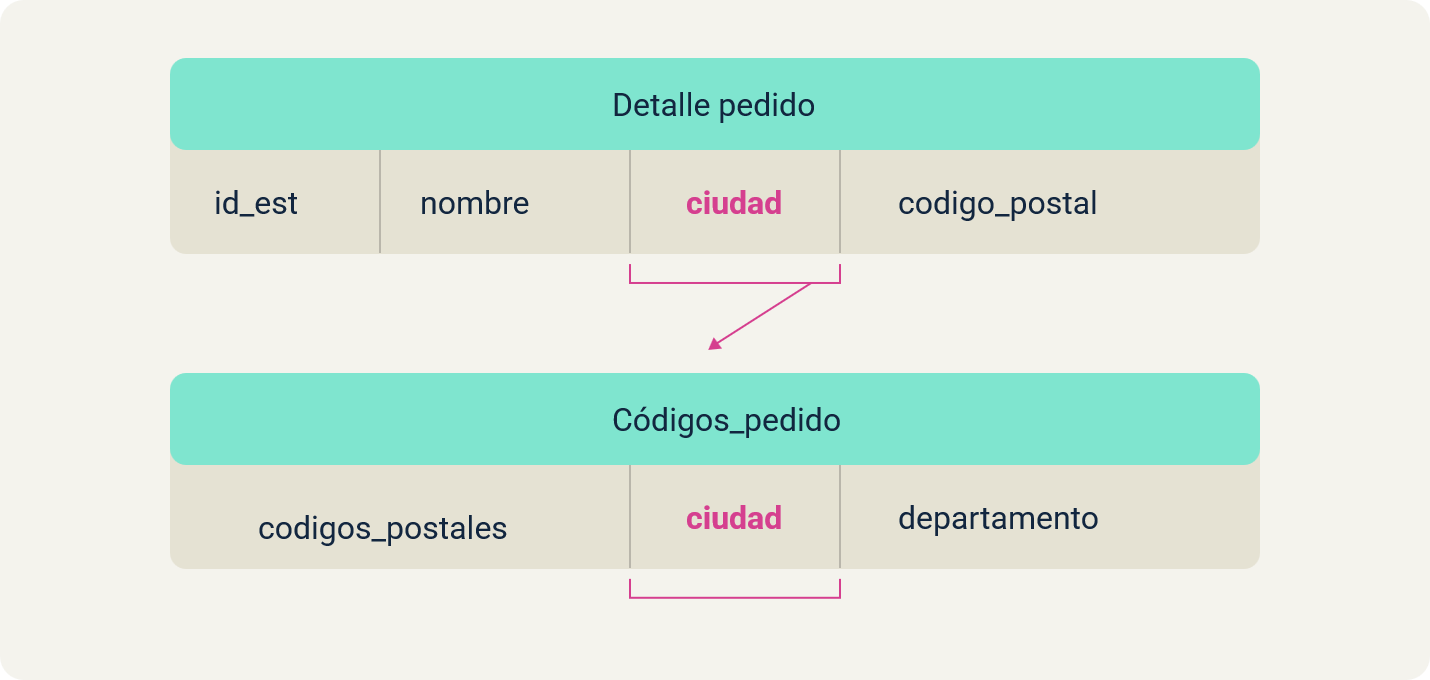 Detalle pedido
id_est nombre ciudad codigo_postal
Códigos_pedido
codigos_postales ciudad departamento